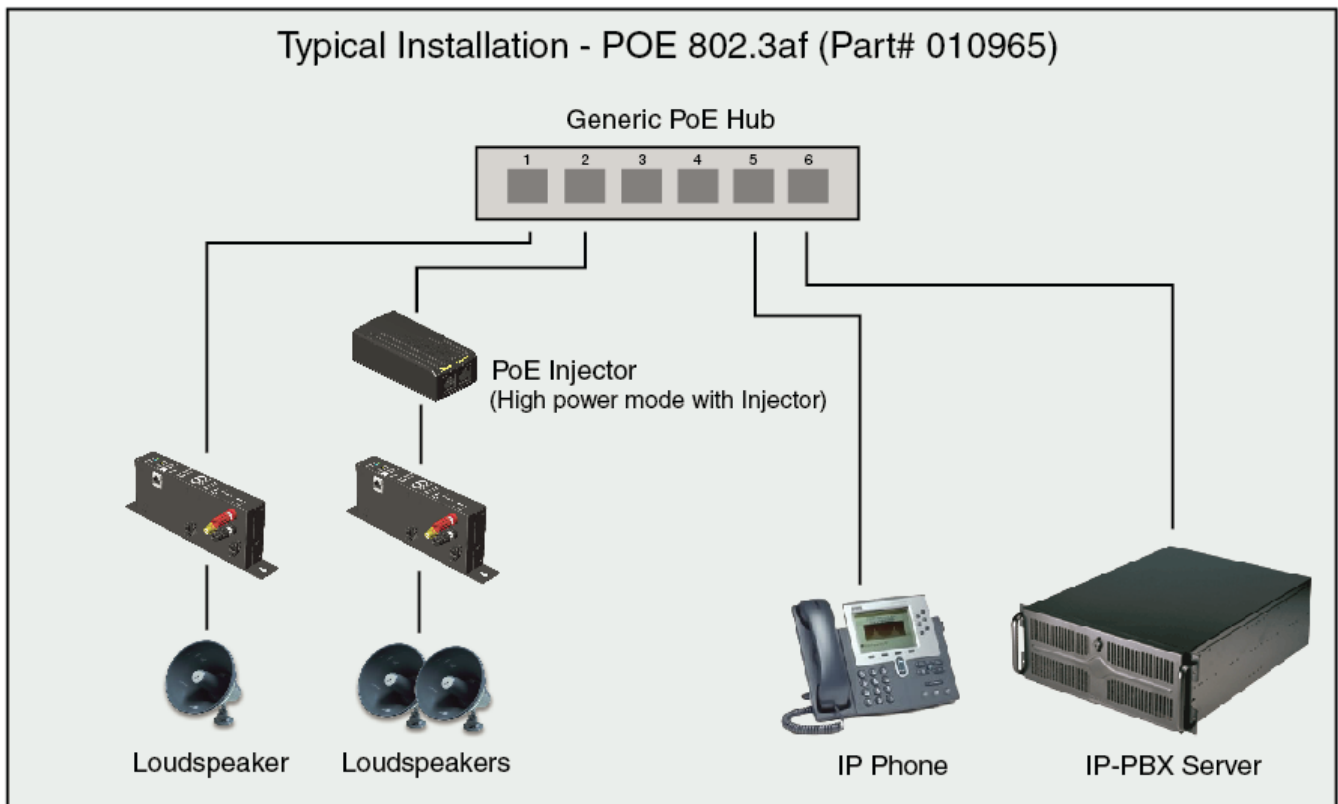 Typical Installation - POE 802.3af (Part# 010965)
Generic PoE Hub
1 2 3 4 5 6
PoE Injector
(High power mode with Injector)
Loudspeaker
Loudspeakers
IP Phone
IP-PBX Server